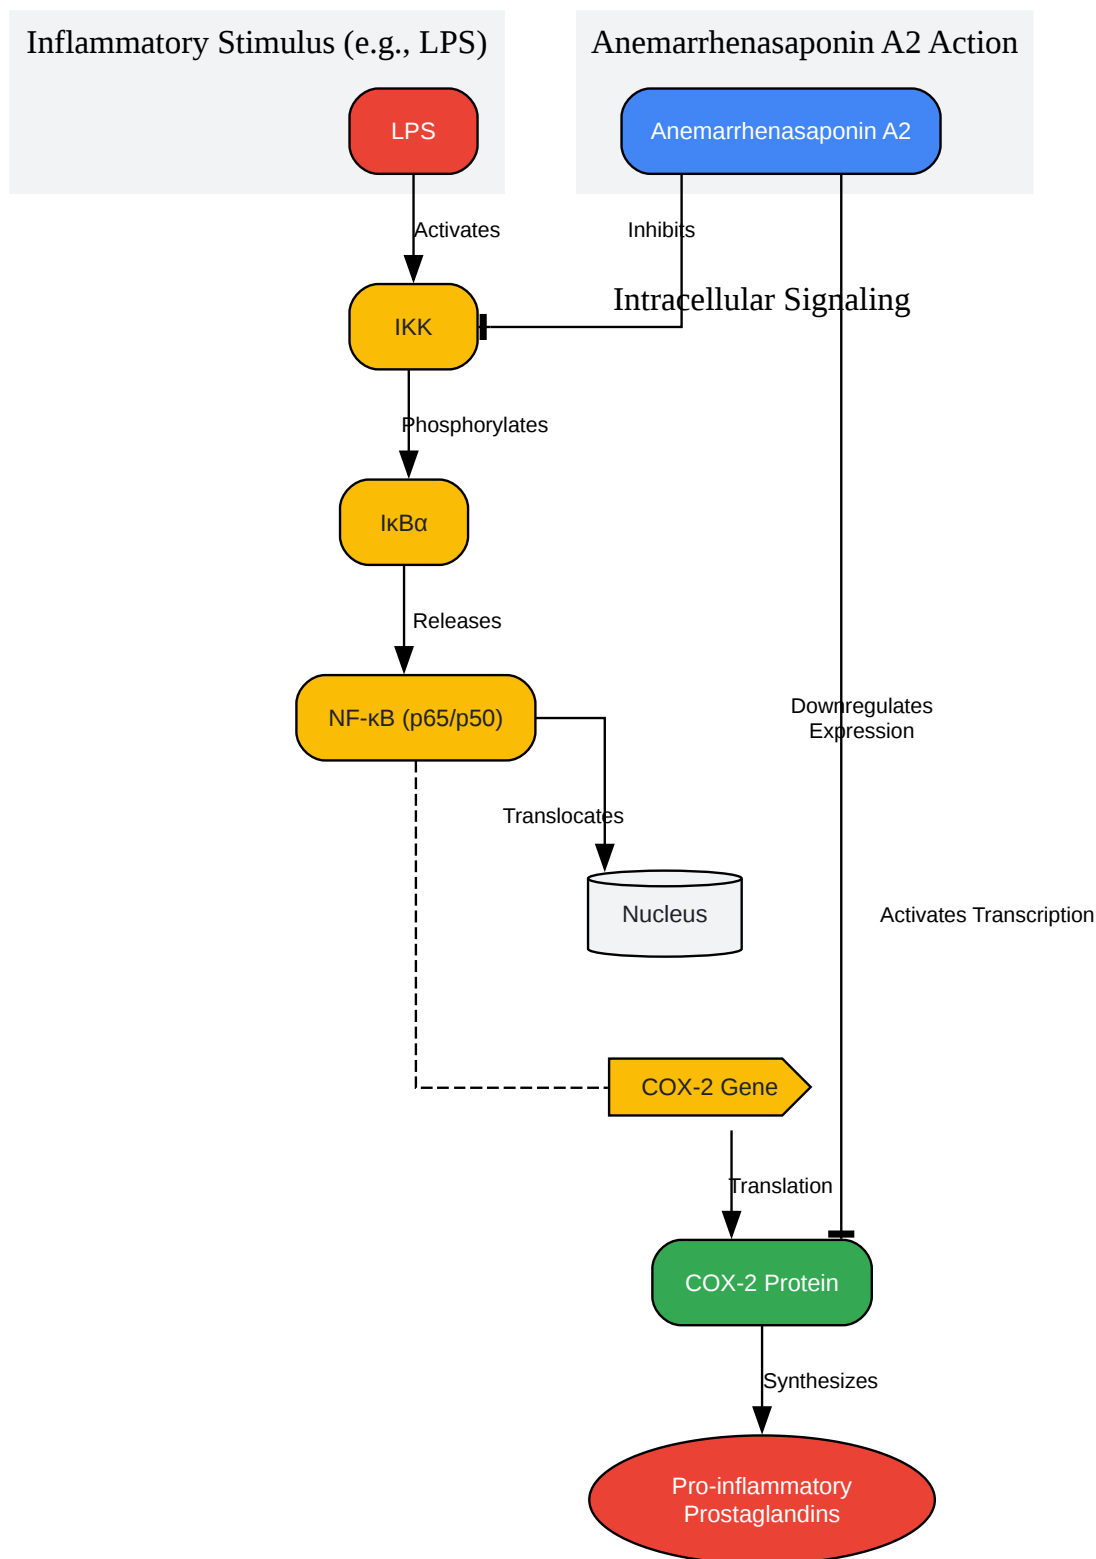 Inflammatory Stimulus (e.g., LPS)
Anemarrhenasaponin A2 Action
LPS
Anemarrhenasaponin A2
Activates
Inhibits
Intracellular Signaling
IKK
Phosphorylates
IκBα
Releases
NF-κB (p65/p50)
Downregulates
Expression
Translocates
Nucleus
Activates Transcription
COX-2 Gene
Translation
COX-2 Protein
Synthesizes
Pro-inflammatory
Prostaglandins